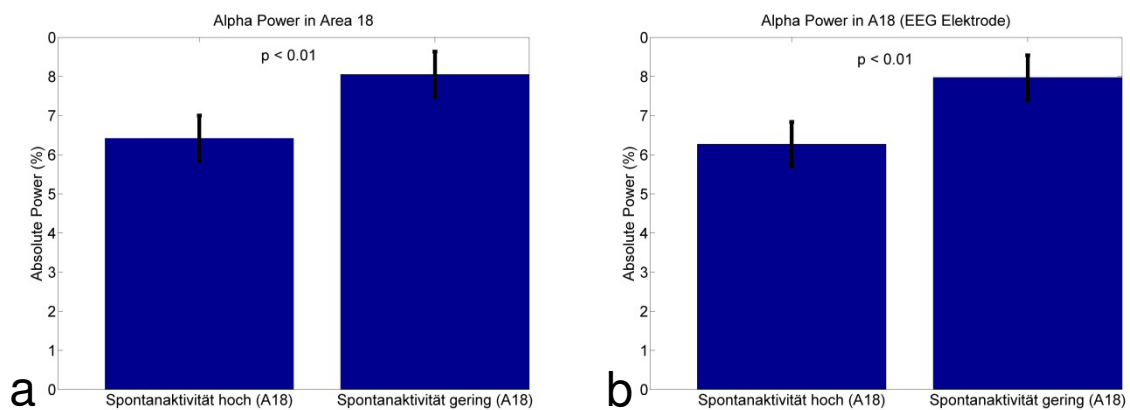 Alpha Power in Area 18
p < 0.01
Absolute Power (%)
0
8
7
6
5
4
3
2
1
0
Spontanaktivität hoch (A18)
Spontanaktivität gering (A18)
a
Alpha Power in A18 (EEG Elektrode)
p < 0.01
Absolute Power (%)
0
8
7
6
5
4
3
2
1
0
Spontanaktivität hoch (A18)
Spontanaktivität gering (A18)
b